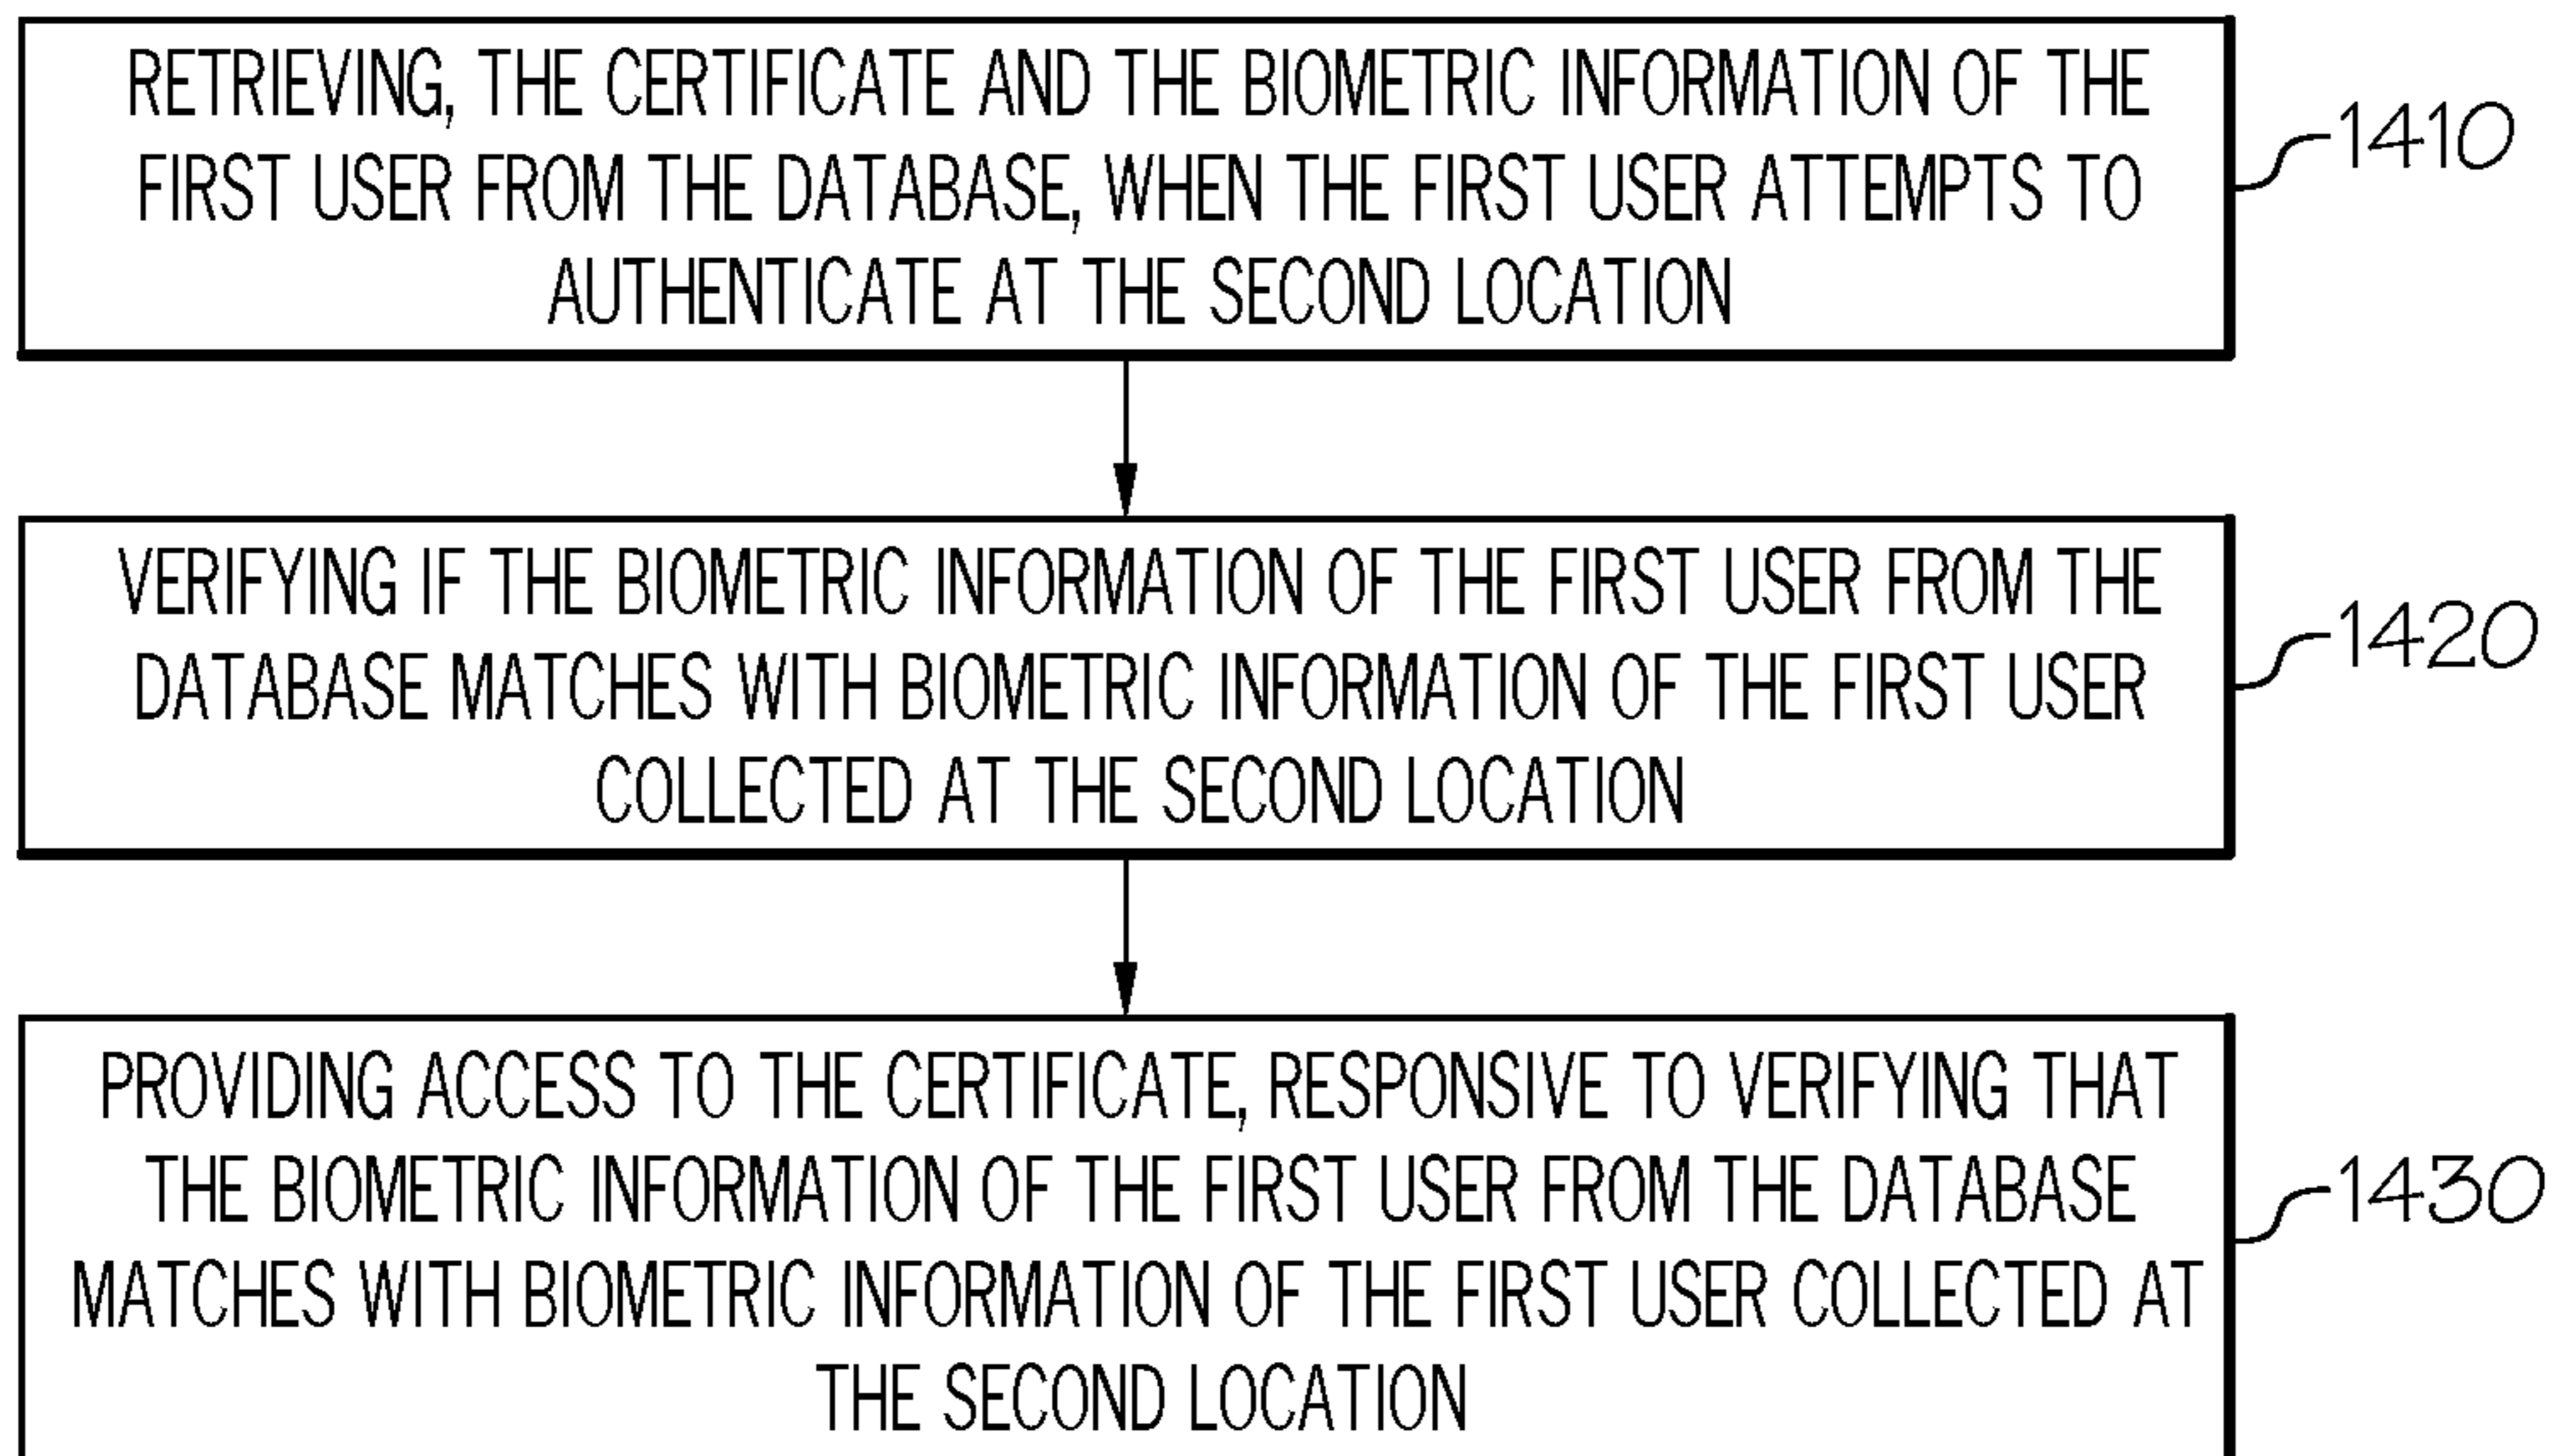 RETRIEVING, THE CERTIFICATE AND THE BIOMETRIC INFORMATION OF THE
FIRST USER FROM THE DATABASE, WHEN THE FIRST USER ATTEMPTS TO
AUTHENTICATE AT THE SECOND LOCATION
1410
VERIFYING IF THE BIOMETRIC INFORMATION OF THE FIRST USER FROM THE
DATABASE MATCHES WITH BIOMETRIC INFORMATION OF THE FIRST USER
COLLECTED AT THE SECOND LOCATION
1420
PROVIDING ACCESS TO THE CERTIFICATE, RESPONSIVE TO VERIFYING THAT
THE BIOMETRIC INFORMATION OF THE FIRST USER FROM THE DATABASE
MATCHES WITH BIOMETRIC INFORMATION OF THE FIRST USER COLLECTED AT
THE SECOND LOCATION
1430